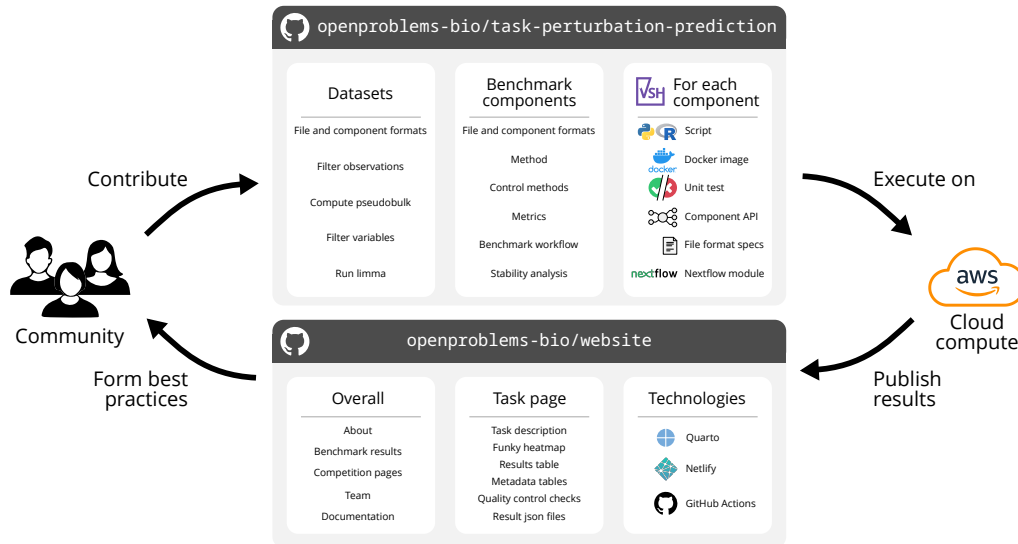 openproblems-bio/task-perturbation-prediction
Datasets
File and component formats
Filter observations
Compute pseudobulk
Filter variables
Run limma
Benchmark
components
File and component formats
Method
Control methods
Metrics
Benchmark workflow
Stability analysis
VSH
For each
component
R
Script
docker
Docker image
Unit test
Component API
File format specs
nextflow
Nextflow module
Contribute
Execute on
Community
aws
Cloud
compute
Form best
practices
Publish
results
openproblems-bio/website
Overall
About
Benchmark results
Competition pages
Team
Documentation
Task page
Task description
Funky heatmap
Results table
Metadata tables
Quality control checks
Result json files
Technologies
Quarto
Netlify
GitHub Actions